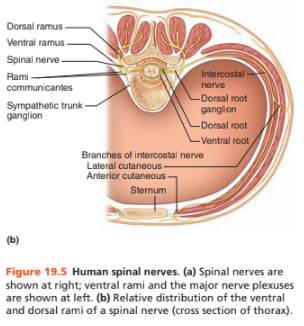 Dorsal ramus
Ventral ramus
Spinal nerve
Rami
communicantes
Sympathetic trunk
ganglion
Intercostal
nerve
Dorsal root
ganglion
Dorsal root
Ventral root
Branches of intercostal nerve
Lateral cutaneous
Anterior cutaneous
Sternum
(b)
Figure 19.5 Human spinal nerves. (a) Spinal nerves are
shown at right; ventral rami and the major nerve plexuses
are shown at left. (b) Relative distribution of the ventral
and dorsal rami of a spinal nerve (cross section of thorax).